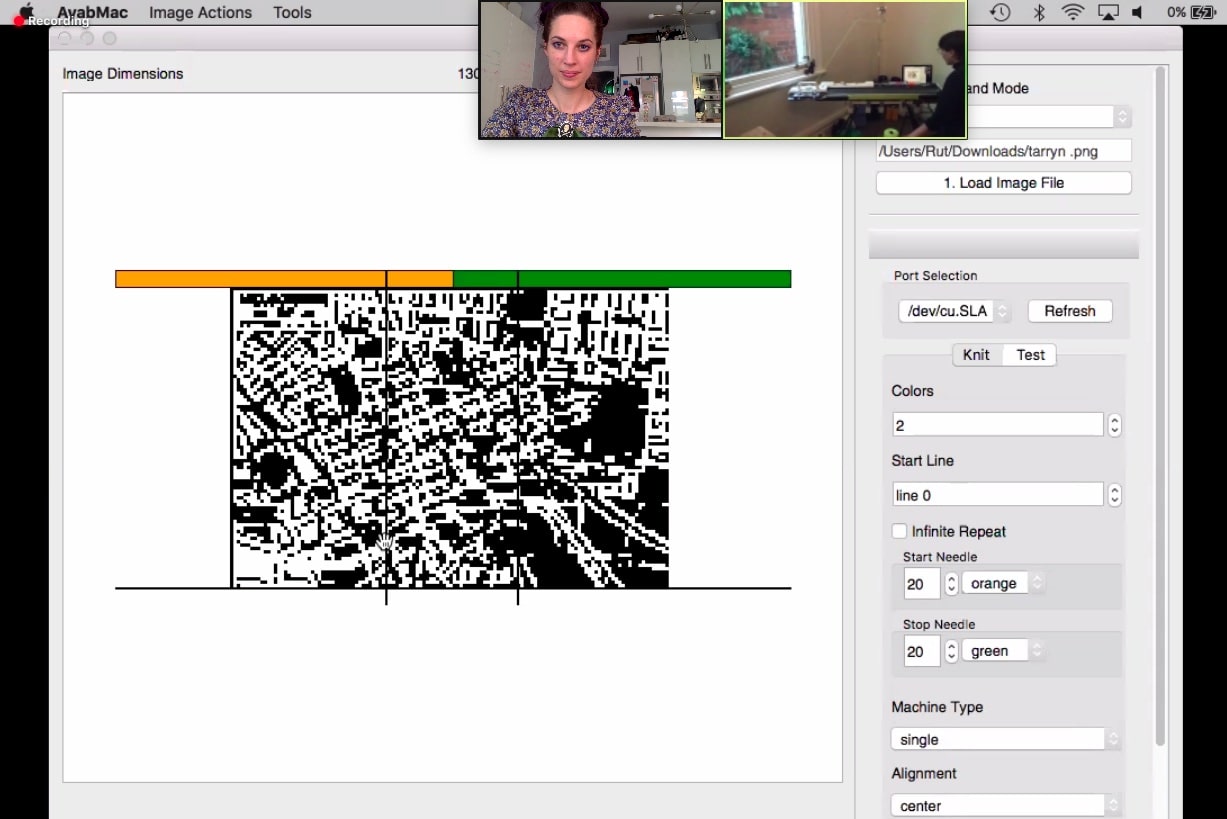 AyabMac Image Actions Tools
0%
Recording
Image Dimensions
130
and Mode
/Users/Rut/Downloads/tarryn .png
1. Load Image File
Port Selection
/dev/cu.SLA
Refresh
Knit Test
Colors
2
Start Line
line 0
Infinite Repeat
Start Needle
20 orange
Stop Needle
20 green
Machine Type
single
Alignment
center